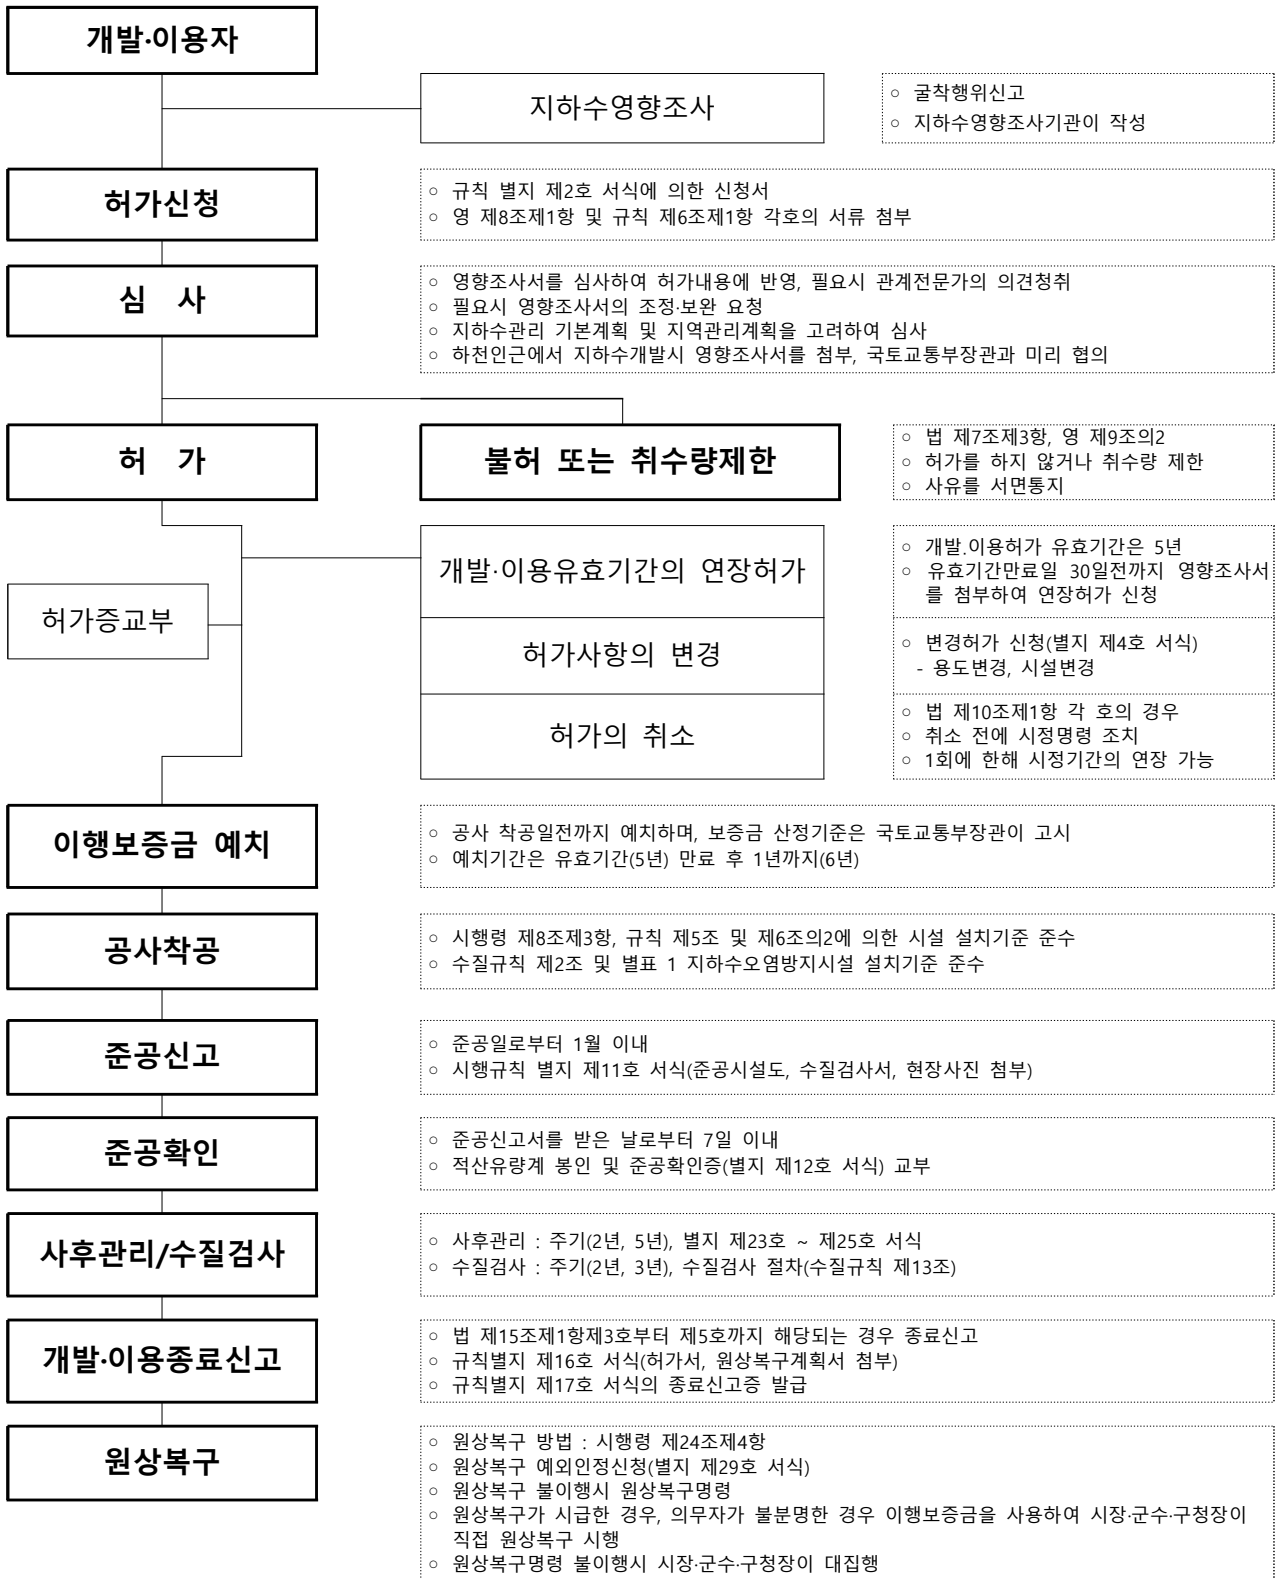 개발·이용자
지하수영향조사
○ 굴착행위신고
○ 지하수영향조사기관이 작성
허가신청
○ 규칙 별지 제2호 서식에 의한 신청서
○ 영 제8조제1항 및 규칙 제6조제1항 각호의 서류 첨부
심 사
○ 영향조사서를 심사하여 허가내용에 반영, 필요시 관계전문가의 의견청취
○ 필요시 영향조사서의 조정·보완 요청
○ 지하수관리 기본계획 및 지역관리계획을 고려하여 심사
○ 하천인근에서 지하수개발시 영향조사서를 첨부, 국토교통부장관과 미리 협의
허 가
불허 또는 취수량제한
○ 법 제7조제3항, 영 제9조의2
○ 허가를 하지 않거나 취수량 제한
○ 사유를 서면통지
개발·이용유효기간의 연장허가
○ 개발.이용허가 유효기간은 5년
○ 유효기간만료일 30일전까지 영향조사서
를 첨부하여 연장허가 신청
허가증교부
허가사항의 변경
○ 변경허가 신청(별지 제4호 서식)
- 용도변경, 시설변경
허가의 취소
○ 법 제10조제1항 각 호의 경우
○ 취소 전에 시정명령 조치
○ 1회에 한해 시정기간의 연장 가능
이행보증금 예치
○ 공사 착공일전까지 예치하며, 보증금 산정기준은 국토교통부장관이 고시
○ 예치기간은 유효기간(5년) 만료 후 1년까지(6년)
공사착공
○ 시행령 제8조제3항, 규칙 제5조 및 제6조의2에 의한 시설 설치기준 준수
○ 수질규칙 제2조 및 별표 1 지하수오염방지시설 설치기준 준수
준공신고
○ 준공일로부터 1월 이내
○ 시행규칙 별지 제11호 서식(준공시설도, 수질검사서, 현장사진 첨부)
준공확인
○ 준공신고서를 받은 날로부터 7일 이내
○ 적산유량계 봉인 및 준공확인증(별지 제12호 서식) 교부
사후관리/수질검사
○ 사후관리 : 주기(2년, 5년), 별지 제23호 ~ 제25호 서식
○ 수질검사 : 주기(2년, 3년), 수질검사 절차(수질규칙 제13조)
개발·이용종료신고
○ 법 제15조제1항제3호부터 제5호까지 해당되는 경우 종료신고
○ 규칙별지 제16호 서식(허가서, 원상복구계획서 첨부)
○ 규칙별지 제17호 서식의 종료신고증 발급
원상복구
○ 원상복구 방법 : 시행령 제24조제4항
○ 원상복구 예외인정신청(별지 제29호 서식)
○ 원상복구 불이행시 원상복구명령
○ 원상복구가 시급한 경우, 의무자가 불분명한 경우 이행보증금을 사용하여 시장·군수·구청장이
직접 원상복구 시행
○ 원상복구명령 불이행시 시장·군수·구청장이 대집행